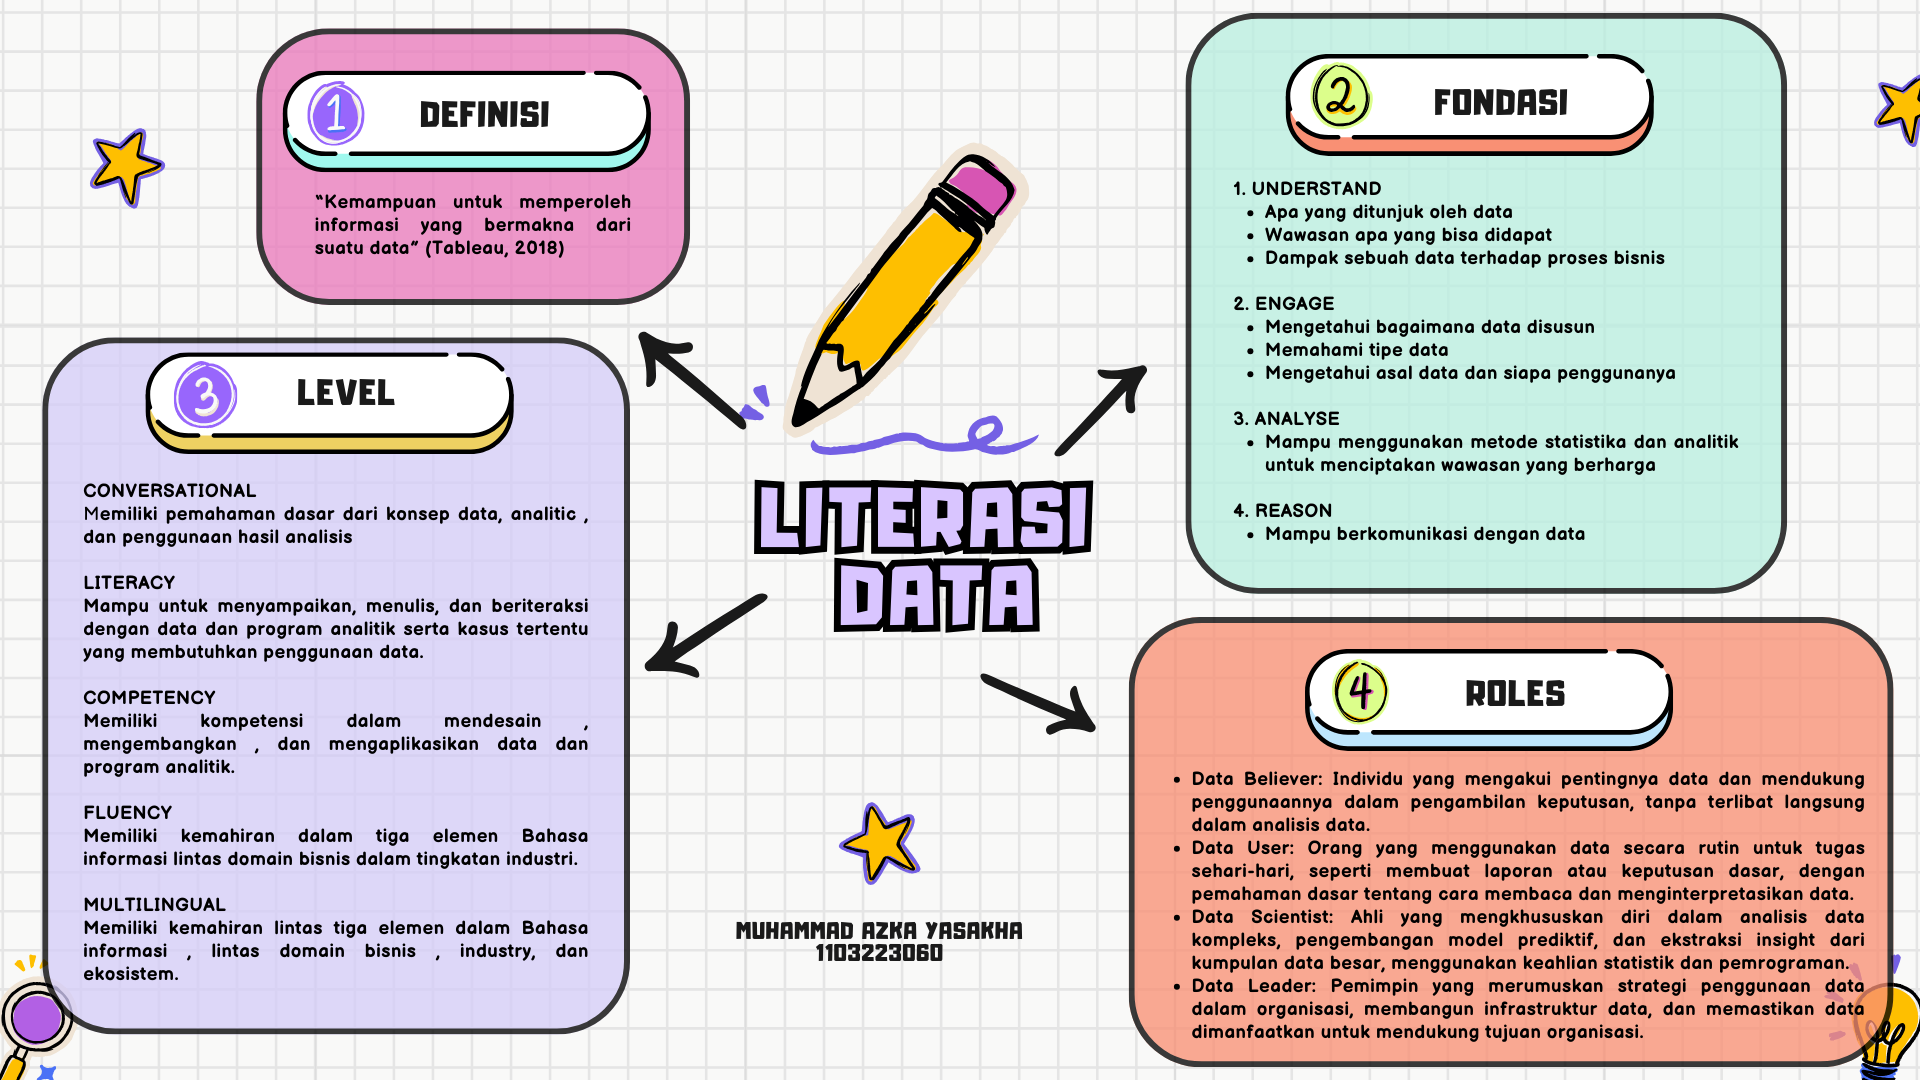 1
DEFINISI
"Kemampuan untuk memperoleh
informasi yang bermakna dari
suatu data" (Tableau, 2018)
2
FONDASI
1. UNDERSTAND
• Apa yang ditunjuk oleh data
• Wawasan apa yang bisa didapat
• Dampak sebuah data terhadap proses bisnis
2. ENGAGE
• Mengetahui bagaimana data disusun
• Memahami tipe data
• Mengetahui asal data dan siapa penggunanya
3. ANALYSE
• Mampu menggunakan metode statistika dan analitik
untuk menciptakan wawasan yang berharga
4. REASON
• Mampu berkomunikasi dengan data
3
LEVEL
CONVERSATIONAL
Memiliki pemahaman dasar dari konsep data, analitic ,
dan penggunaan hasil analisis
LITERACY
Mampu untuk menyampaikan, menulis, dan beriteraksi
dengan data dan program analitik serta kasus tertentu
yang membutuhkan penggunaan data.
COMPETENCY
Memiliki kompetensi dalam mendesain ,
mengembangkan , dan mengaplikasikan data dan
program analitik.
FLUENCY
Memiliki kemahiran dalam tiga elemen Bahasa
informasi lintas domain bisnis dalam tingkatan industri.
MULTILINGUAL
Memiliki kemahiran lintas tiga elemen dalam Bahasa
informasi , lintas domain bisnis , industry, dan
ekosistem.
LITERASI
DATA
4
ROLES
• Data Believer: Individu yang mengakui pentingnya data dan mendukung
penggunaannya dalam pengambilan keputusan, tanpa terlibat langsung
dalam analisis data.
• Data User: Orang yang menggunakan data secara rutin untuk tugas
sehari-hari, seperti membuat laporan atau keputusan dasar, dengan
pemahaman dasar tentang cara membaca dan menginterpretasikan data.
• Data Scientist: Ahli yang mengkhususkan diri dalam analisis data
kompleks, pengembangan model prediktif, dan ekstraksi insight dari
kumpulan data besar, menggunakan keahlian statistik dan pemrograman.
• Data Leader: Pemimpin yang merumuskan strategi penggunaan data
dalam organisasi, membangun infrastruktur data, dan memastikan data
dimanfaatkan untuk mendukung tujuan organisasi.
MUHAMMAD AZKA YASAKHA
1103223060